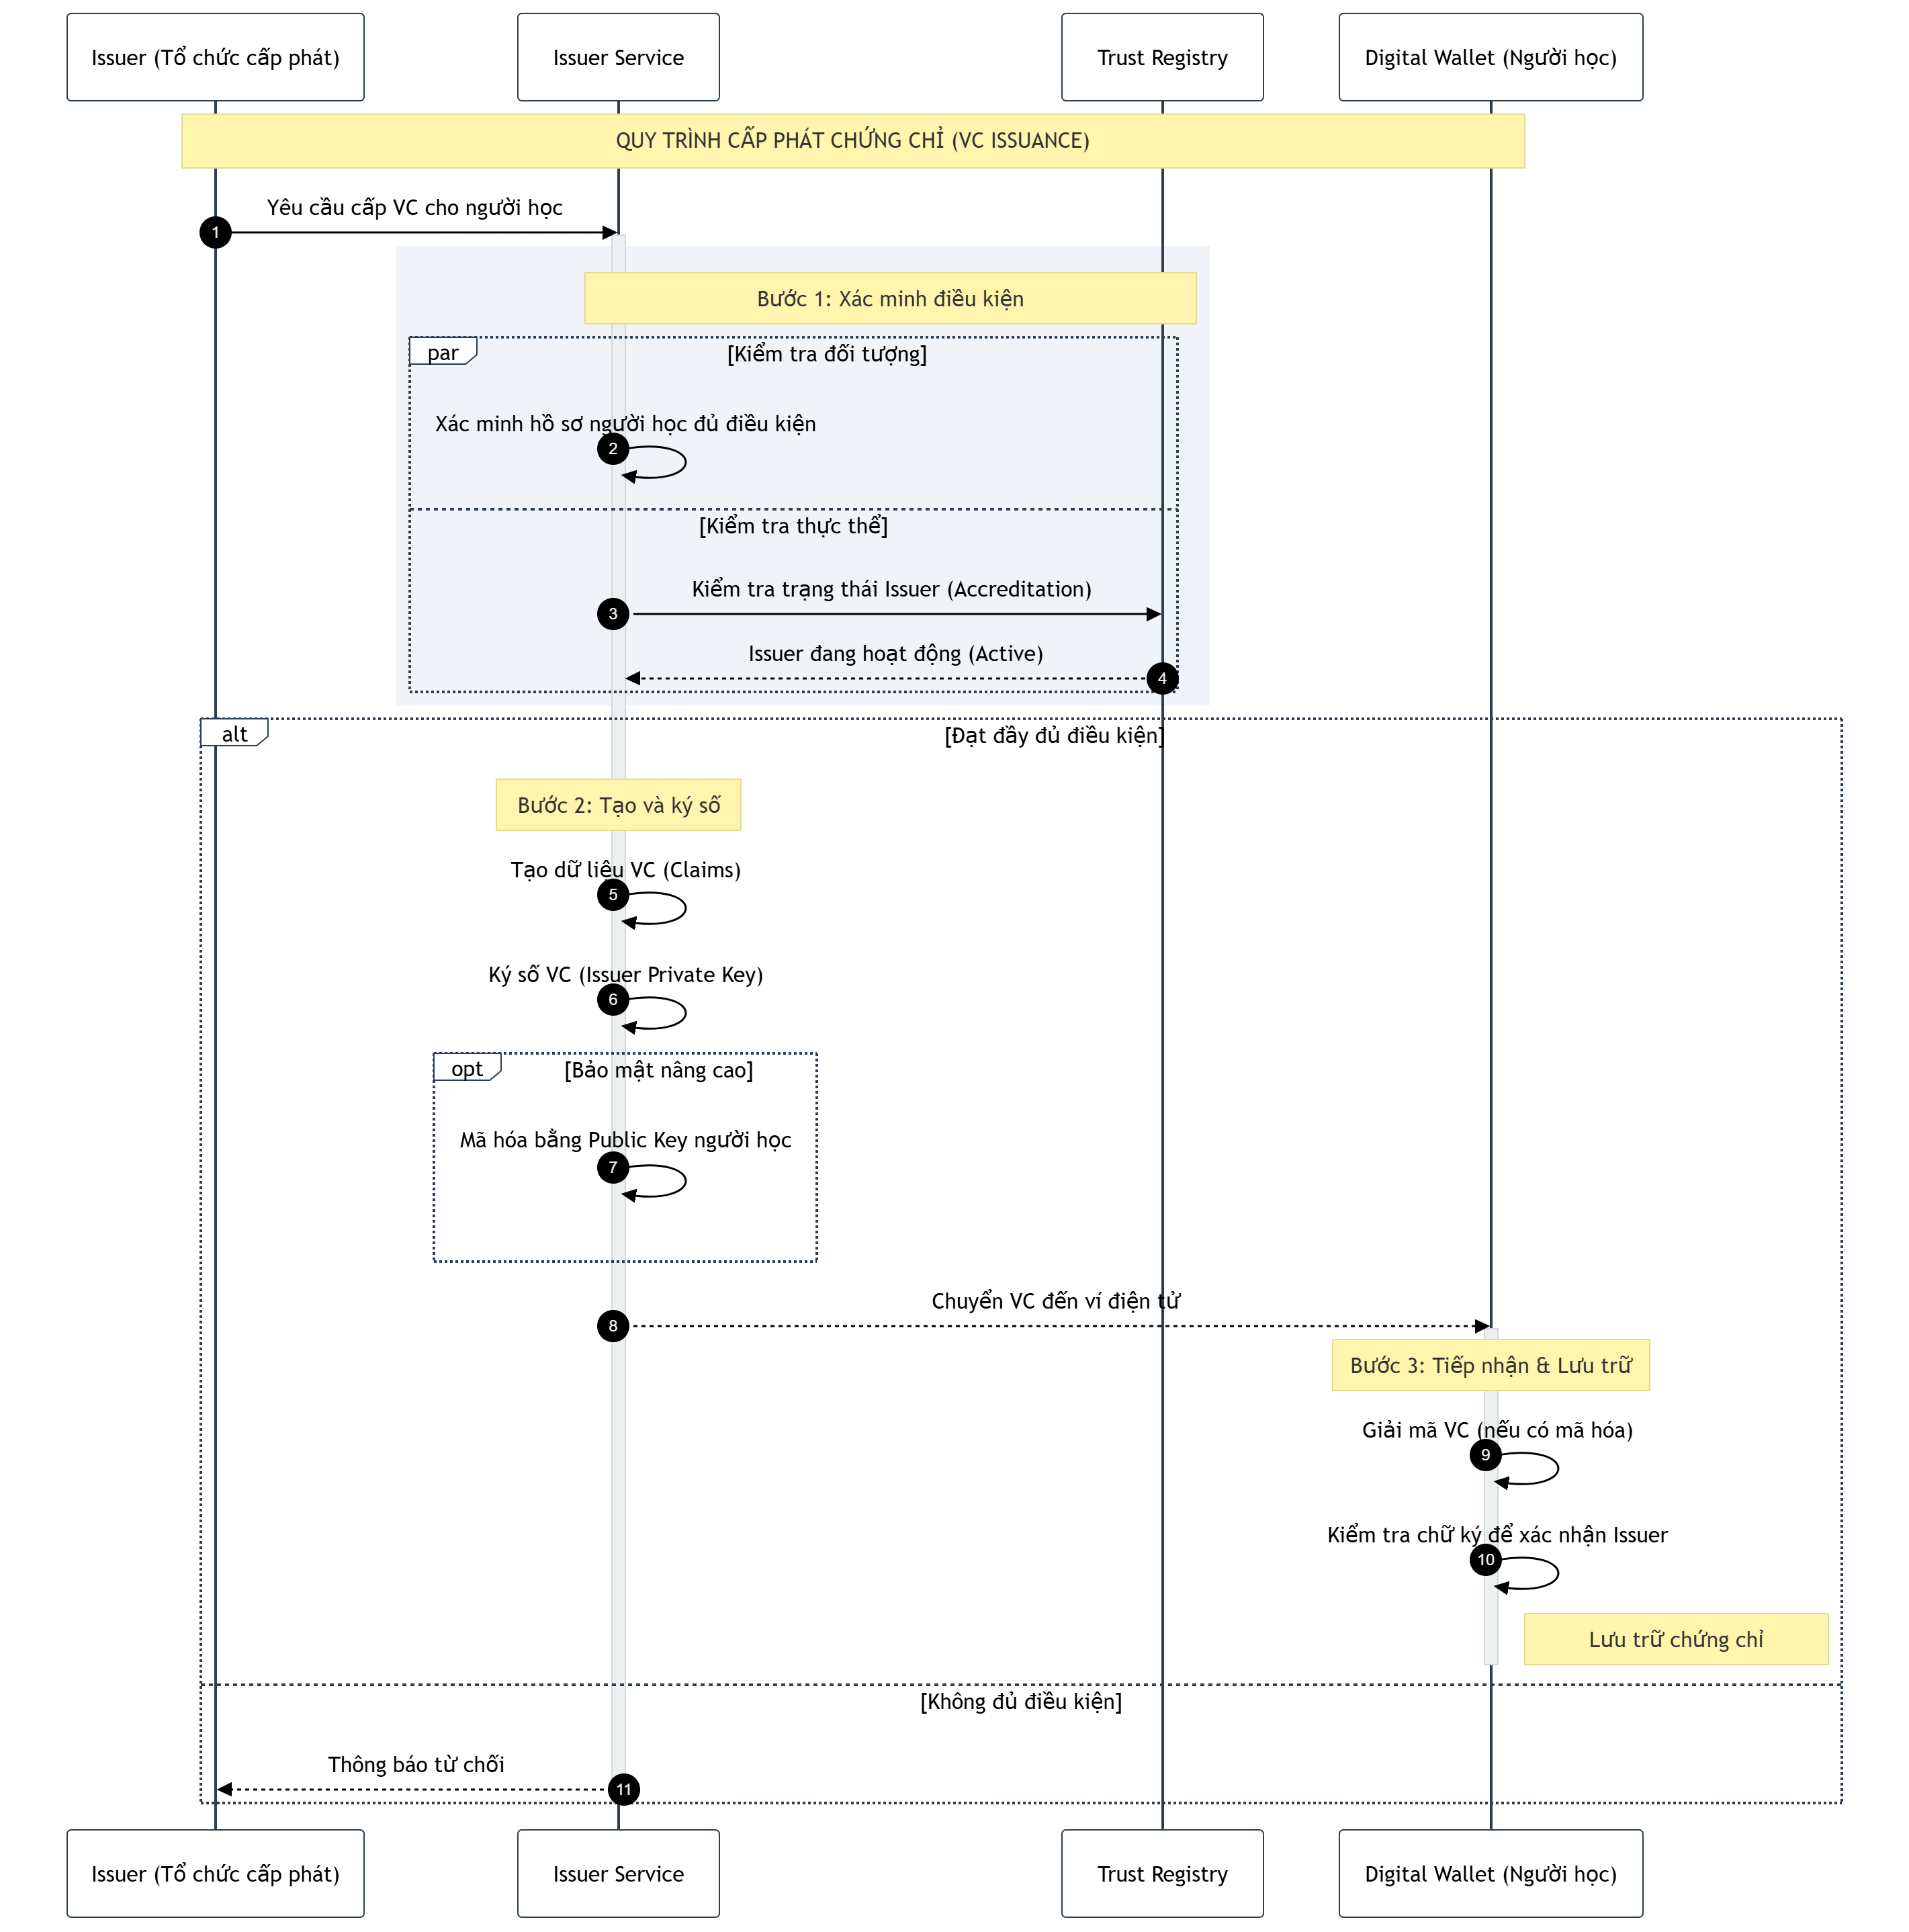 Issuer (Tổ chức cấp phát)
Issuer Service
Trust Registry
Digital Wallet (Người học)
QUY TRÌNH CẤP PHÁT CHỨNG CHỈ (VC ISSUANCE)
Yêu cầu cấp VC cho người học
1
Bước 1: Xác minh điều kiện
par
[Kiểm tra đối tượng]
Xác minh hồ sơ người học đủ điều kiện
2
[Kiểm tra thực thể]
Kiểm tra trạng thái Issuer (Accreditation)
3
Issuer đang hoạt động (Active)
4
alt
[Đạt đầy đủ điều kiện]
Bước 2: Tạo và ký số
Tạo dữ liệu VC (Claims)
5
Ký số VC (Issuer Private Key)
6
opt
[Bảo mật nâng cao]
Mã hóa bằng Public Key người học
7
Chuyển VC đến ví điện tử
8
Bước 3: Tiếp nhận & Lưu trữ
Giải mã VC (nếu có mã hóa)
9
Kiểm tra chữ ký để xác nhận Issuer
10
Lưu trữ chứng chỉ
[Không đủ điều kiện]
Thông báo từ chối
11
Issuer (Tổ chức cấp phát)
Issuer Service
Trust Registry
Digital Wallet (Người học)